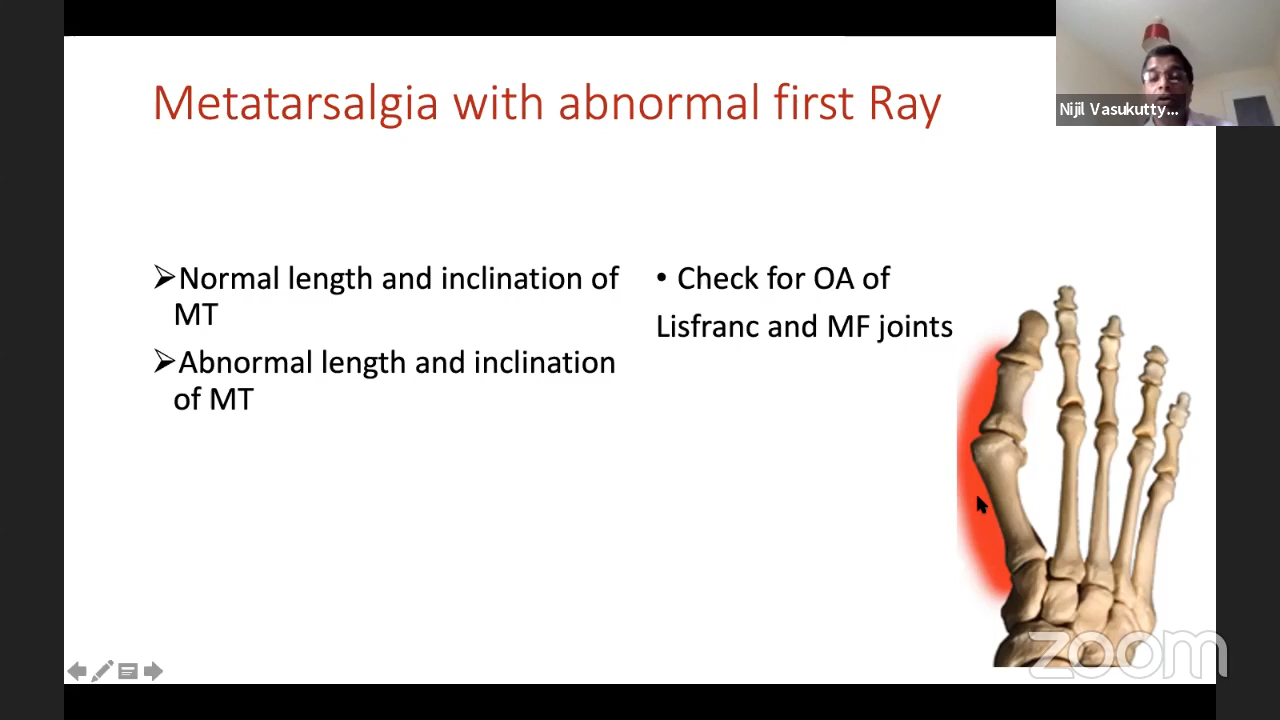 Metatarsalgia with abnormal first Ray
Nijil Vasukutty...
➢Normal length and inclination of
MT
➢Abnormal length and inclination
of MT
• Check for OA of
Lisfranc and MF joints
zoom